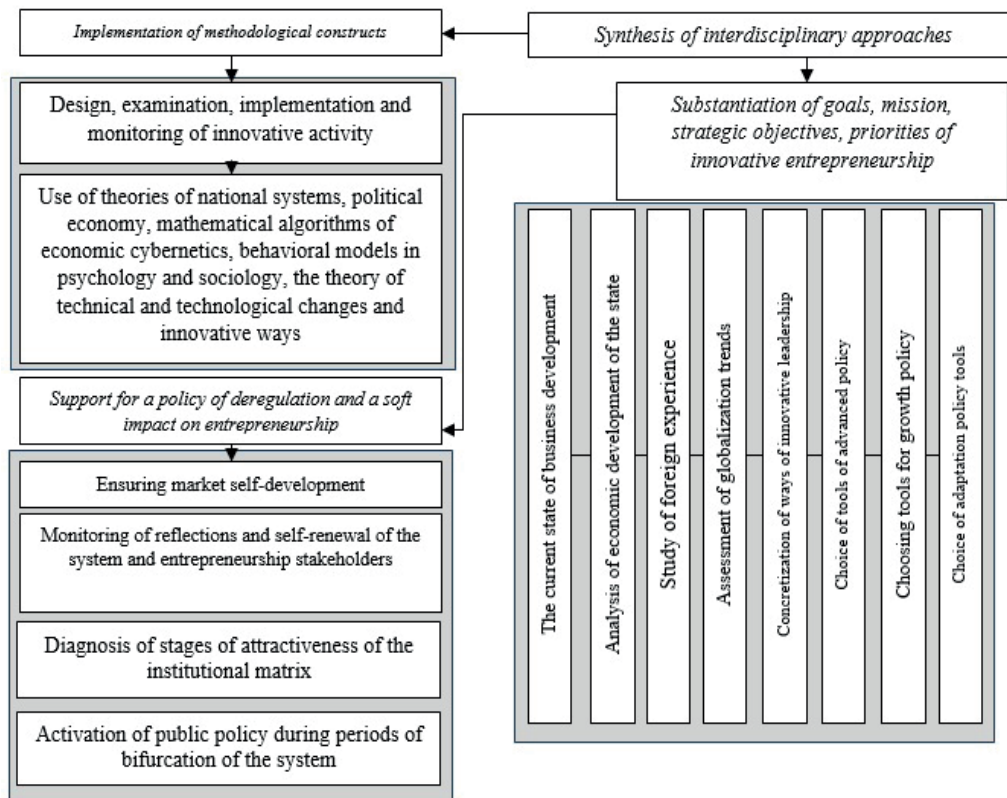 Implementation of methodological constructs
Synthesis of interdisciplinary approaches
Design, examination, implementation and
monitoring of innovative activity
Use of theories of national systems, political
economy, mathematical algorithms of
economic cybernetics, behavioral models in
psychology and sociology, the theory of
technical and technological changes and
innovative ways
Support for a policy of deregulation and a soft
impact on entrepreneurship
Ensuring market self-development
Monitoring of reflections and self-renewal of the
system and entrepreneurship stakeholders
Diagnosis of stages of attractiveness of the
institutional matrix
Activation of public policy during periods of
bifurcation of the system
Substantiation of goals, mission,
strategic objectives, priorities of
innovative entrepreneurship
The current state of business development
Analysis of economic development of the state
Study of foreign experience
Assessment of globalization trends
Concretization of ways of innovative leadership
Choice of tools of advanced policy
Choosing tools for growth policy
Choice of adaptation policy tools